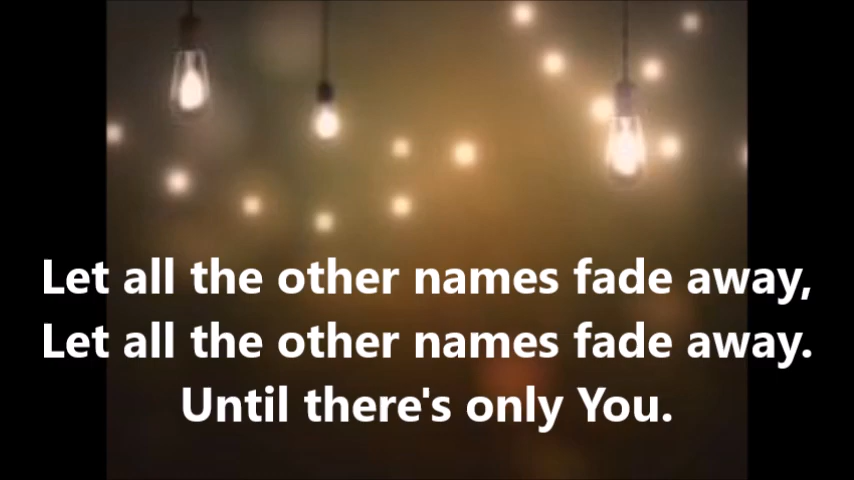 Let all the other names fade away,
Let all the other names fade away.
Until there's only You.